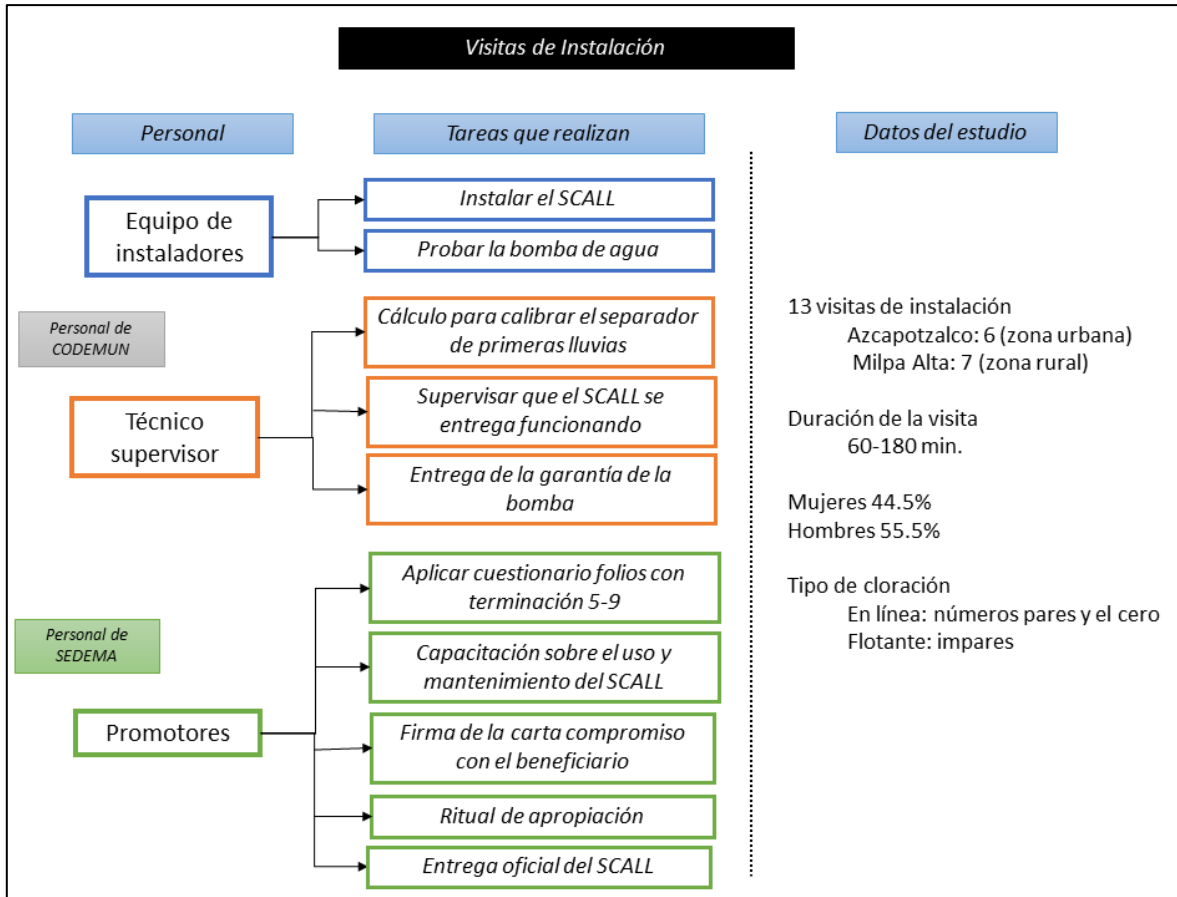 Visitas de Instalación
Personal
Tareas que realizan
Datos del estudio
Equipo de
instaladores
Instalar el SCALL
Probar la bomba de agua
Personal de
CODEMUN
Técnico
supervisor
Cálculo para calibrar el separador
de primeras lluvias
Supervisar que el SCALL se
entrega funcionando
Entrega de la garantía de la
bomba
Personal de
SEDEMA
Promotores
Aplicar cuestionario folios con
terminación 5-9
Capacitación sobre el uso y
mantenimiento del SCALL
Firma de la carta compromiso
con el beneficiario
Ritual de apropiación
Entrega oficial del SCALL
13 visitas de instalación
Azcapotzalco: 6 (zona urbana)
Milpa Alta: 7 (zona rural)
Duración de la visita
60-180 min.
Mujeres 44.5%
Hombres 55.5%
Tipo de cloración
En línea: números pares y el cero
Flotante: impares